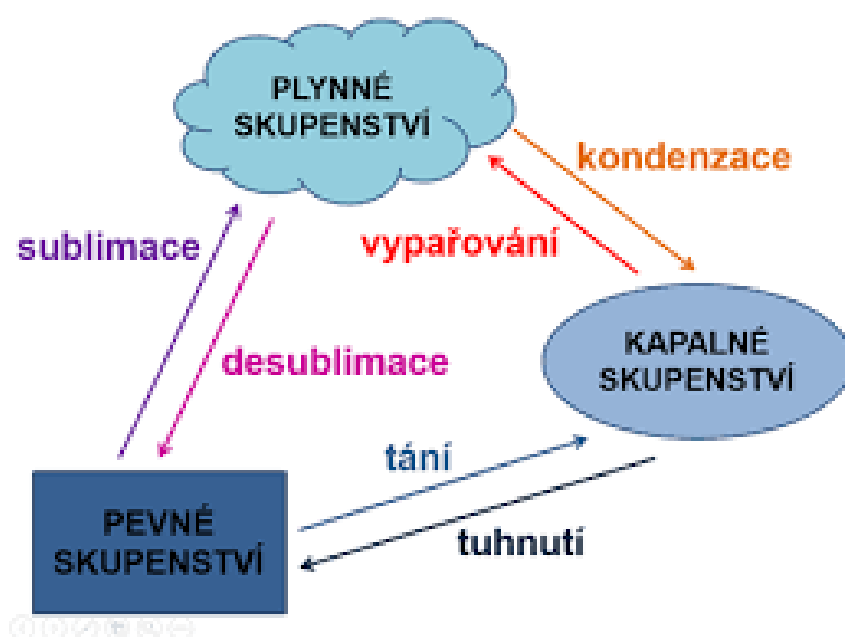 PLYNNÉ
SKUPENSTVÍ
kondenzace
sublimace
vypařování
desublimace
KAPALNÉ
SKUPENSTVÍ
tání
PEVNÉ
SKUPENSTVÍ
tuhnutí